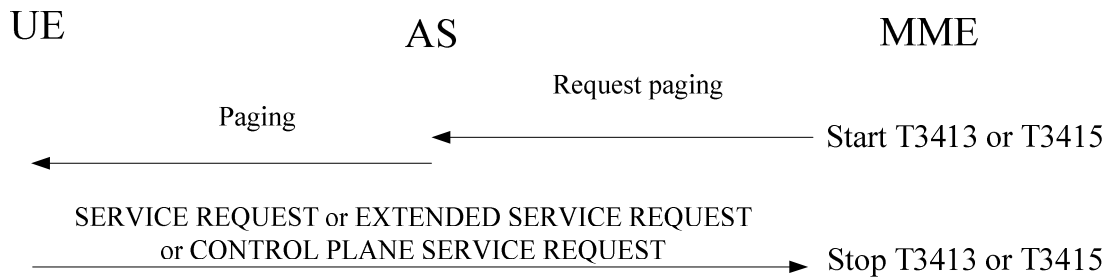 UE
AS
MME
Request paging
Paging
Start T3413 or T3415
SERVICE REQUEST or EXTENDED SERVICE REQUEST
or CONTROL PLANE SERVICE REQUEST
Stop T3413 or T3415